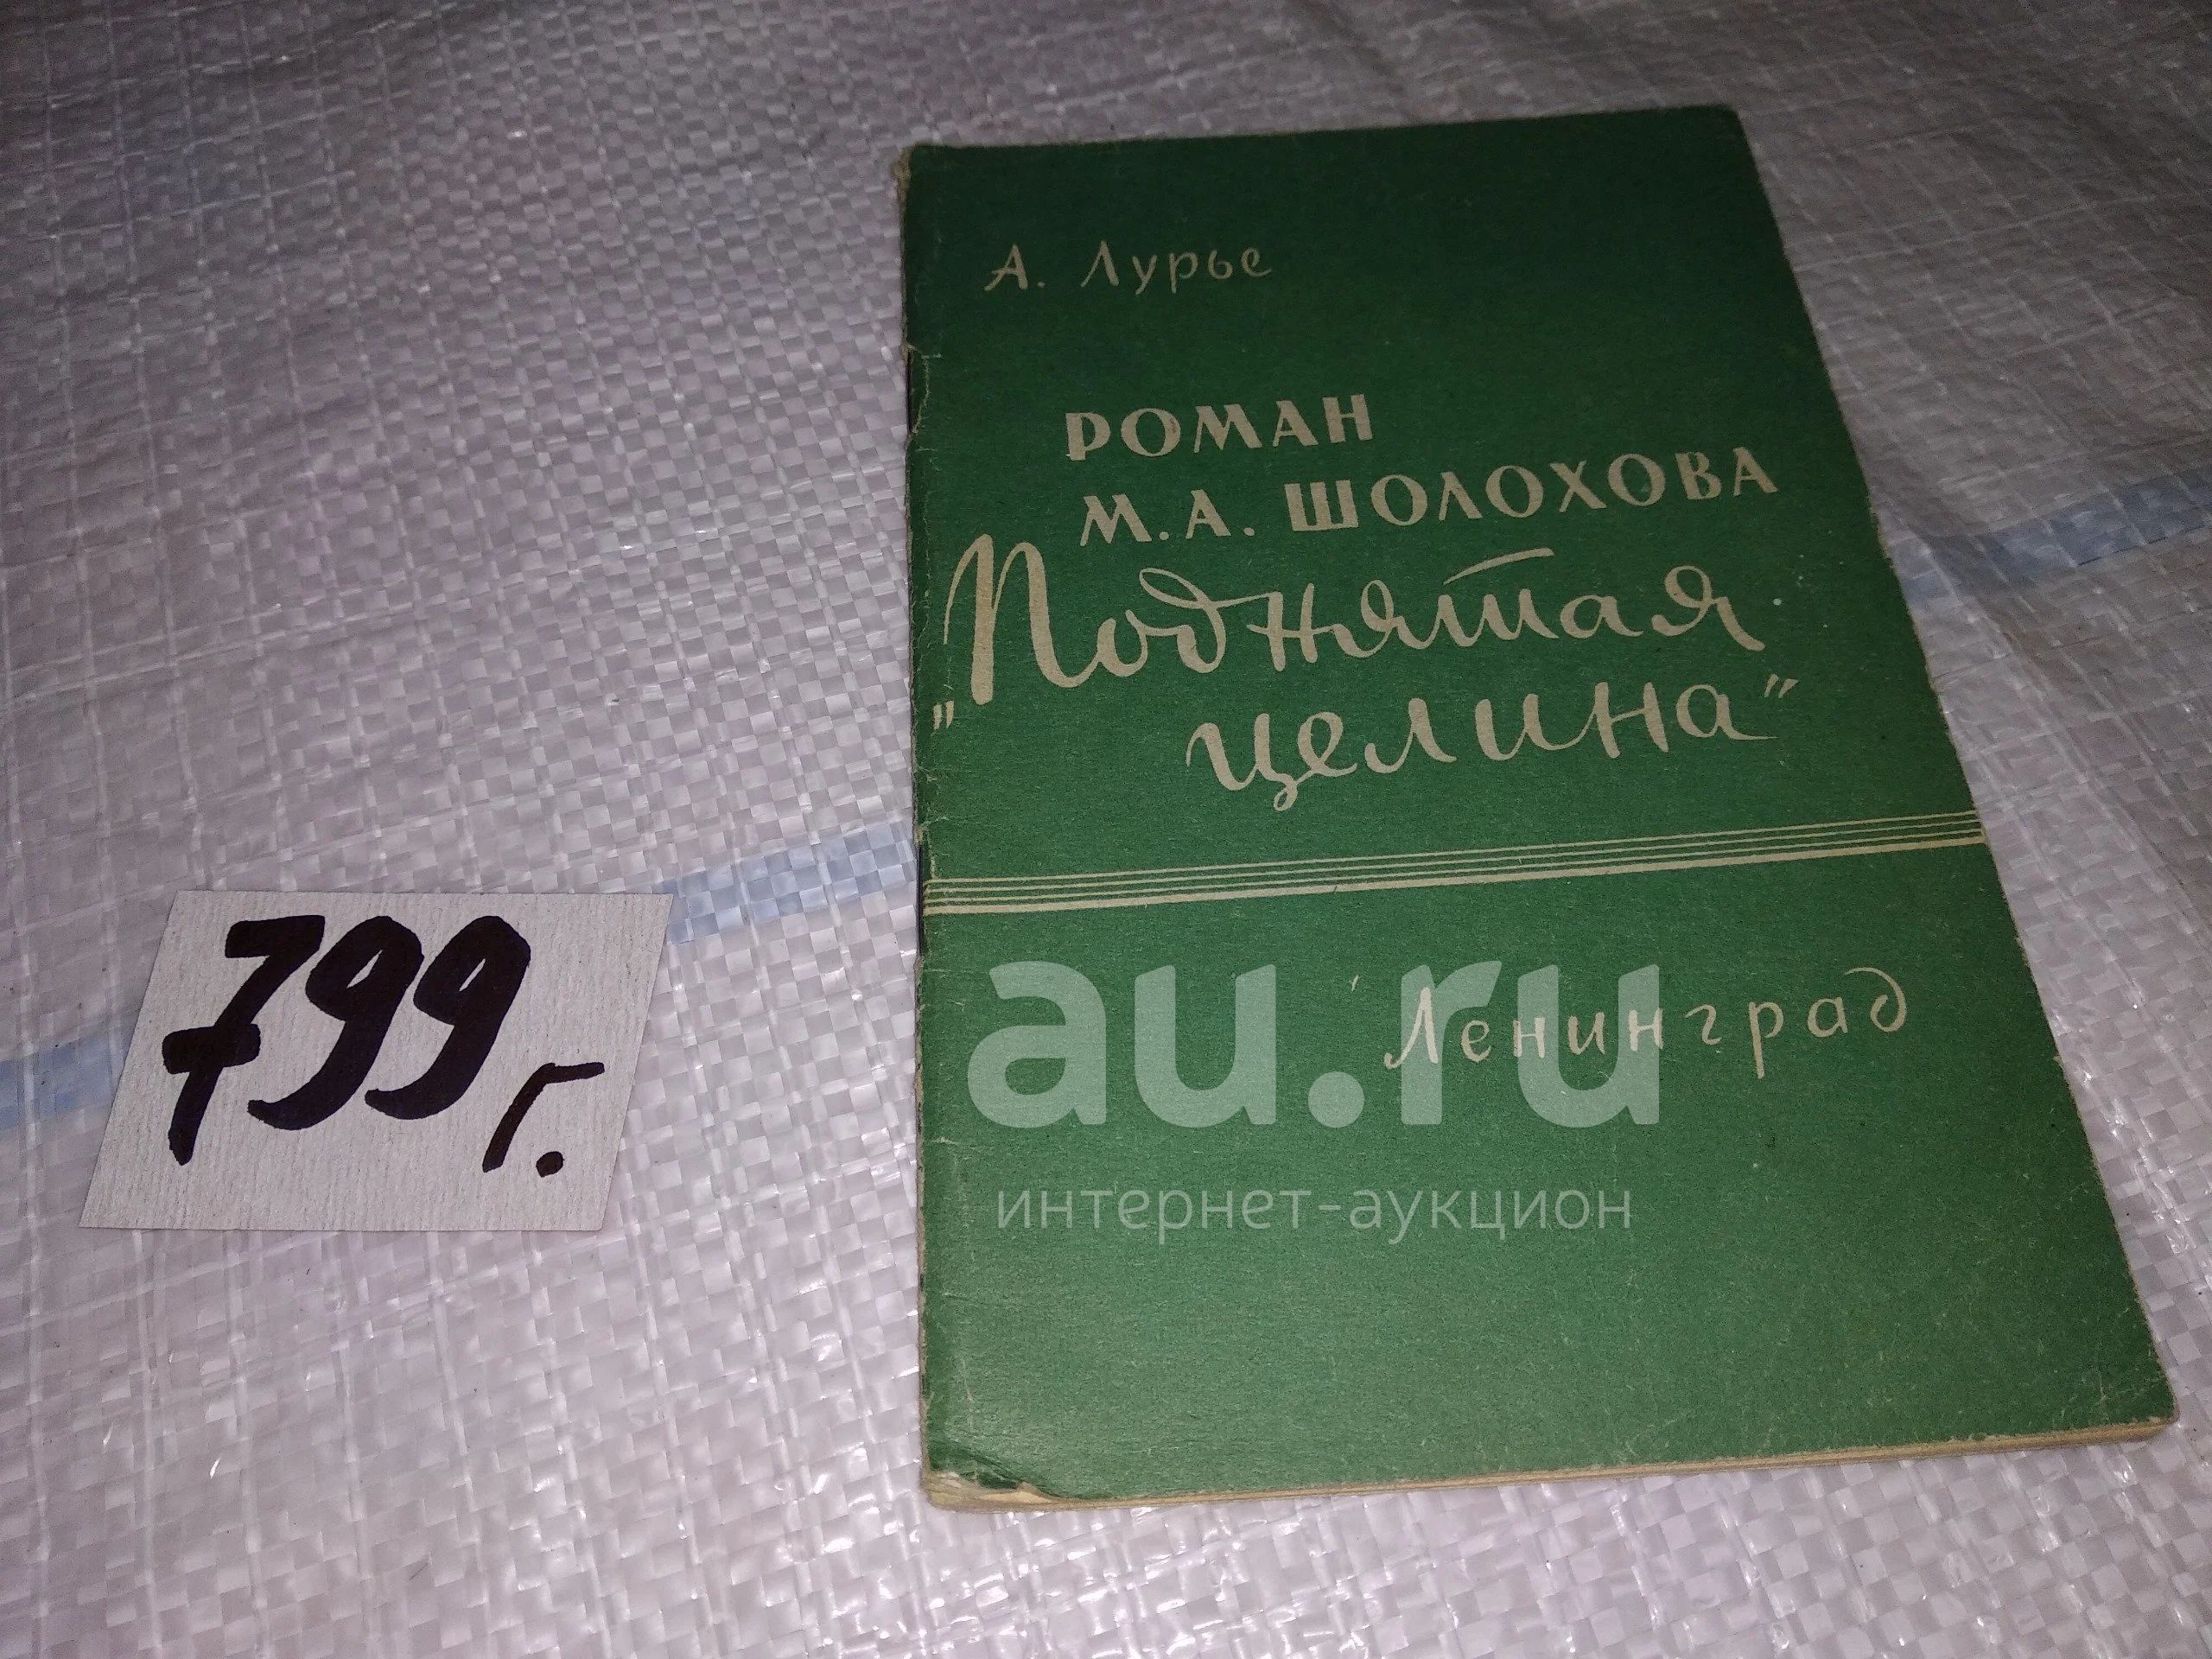 А. Лурье
РОМАН
М.А. ШОЛОХОВА
„Поднятая
целина"
Ленинград
au.ru
интернет-аукцион
799 г.